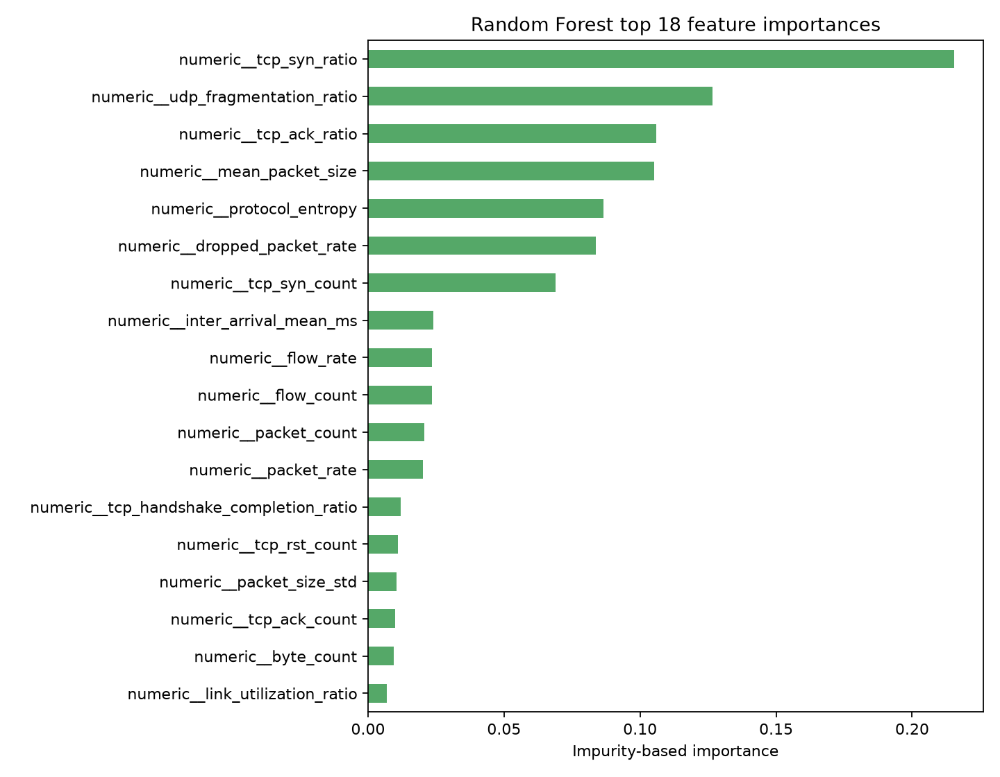 Random Forest top 18 feature importances
numeric__tcp_syn_ratio
numeric__udp_fragmentation_ratio
numeric__tcp_ack_ratio
numeric__mean_packet_size
numeric__protocol_entropy
numeric__dropped_packet_rate
numeric__tcp_syn_count
numeric__inter_arrival_mean_ms
numeric__flow_rate
numeric__flow_count
numeric__packet_count
numeric__packet_rate
numeric__tcp_handshake_completion_ratio
numeric__tcp_rst_count
numeric__packet_size_std
numeric__tcp_ack_count
numeric__byte_count
numeric__link_utilization_ratio
0.00 0.05 0.10 0.15 0.20
Impurity-based importance